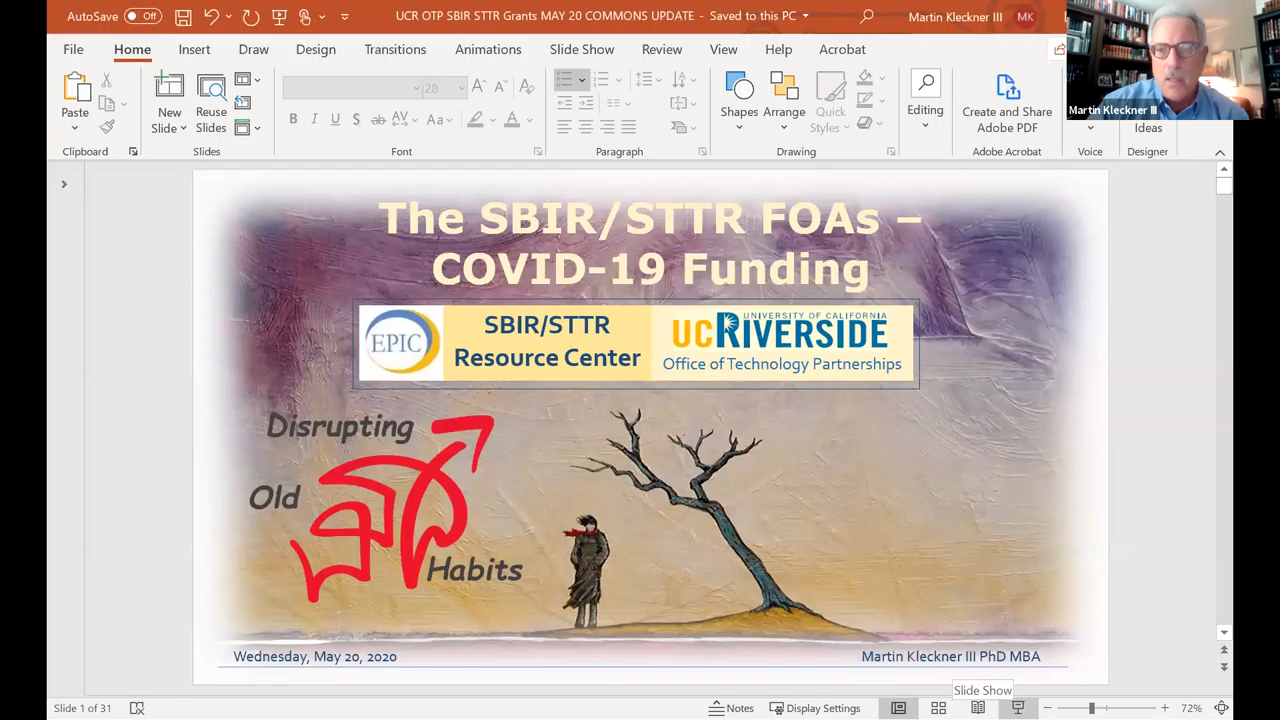 AutoSave
Off
UCR OTP SBIR STTR Grants MAY 20 COMMONS UPDATE - Saved to this PC
Martin Kleckner III
MK
File
Home
Insert
Draw
Design
Transitions
Animations
Slide Show
Review
View
Help
Acrobat
Martin Kleckner III
Paste
New
Slide
Reuse
Slides
28
B I U S ab AV Aa A
Shapes
Arrange
Quick
Styles
Editing
Create and Share
Adobe PDF
Ideas
Clipboard
Slides
Font
Paragraph
Drawing
Adobe Acrobat
Voice
Designer
The SBIR/STTR FOAs –
COVID-19 Funding
EPIC
SBIR/STTR
Resource Center
UNIVERSITY OF CALIFORNIA
UCRIVERSIDE
Office of Technology Partnerships
Disrupting
Old
Habits
Wednesday, May 20, 2020
Martin Kleckner III PhD MBA
Slide Show
Slide 1 of 31
Notes
Display Settings
72%